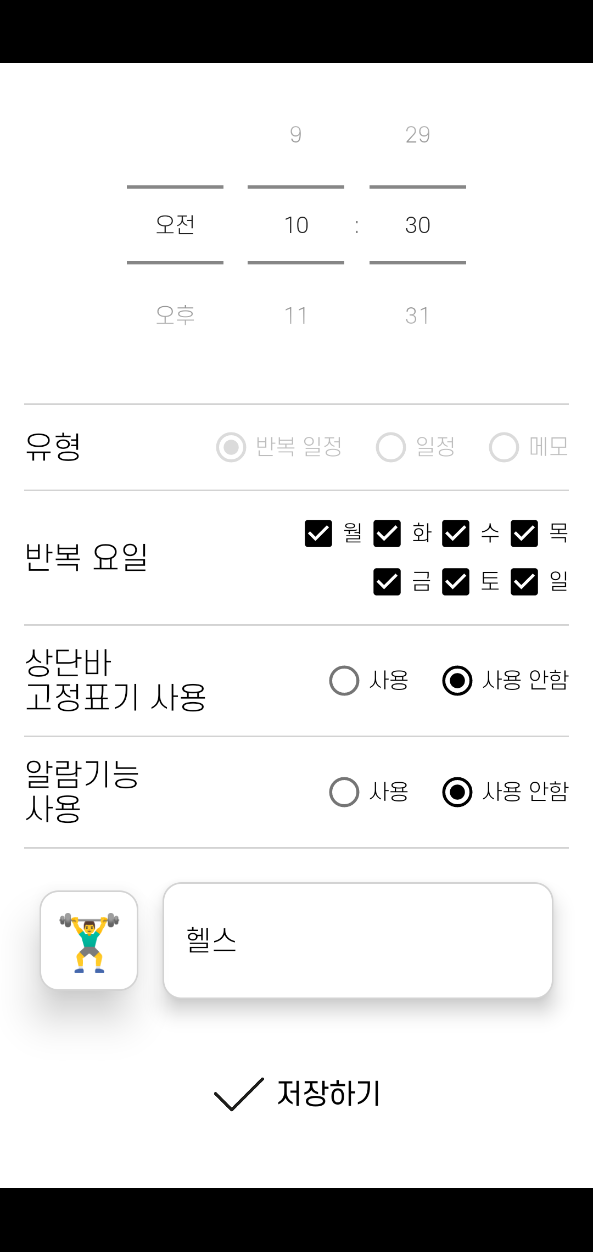 9 29
오전 10 : 30
오후 11 31
유형 반복 일정 일정 메모
반복 요일 월 화 수 목
금 토 일
상단바
고정표기 사용 사용 사용 안함
알람기능
사용 사용 사용 안함
헬스
저장하기